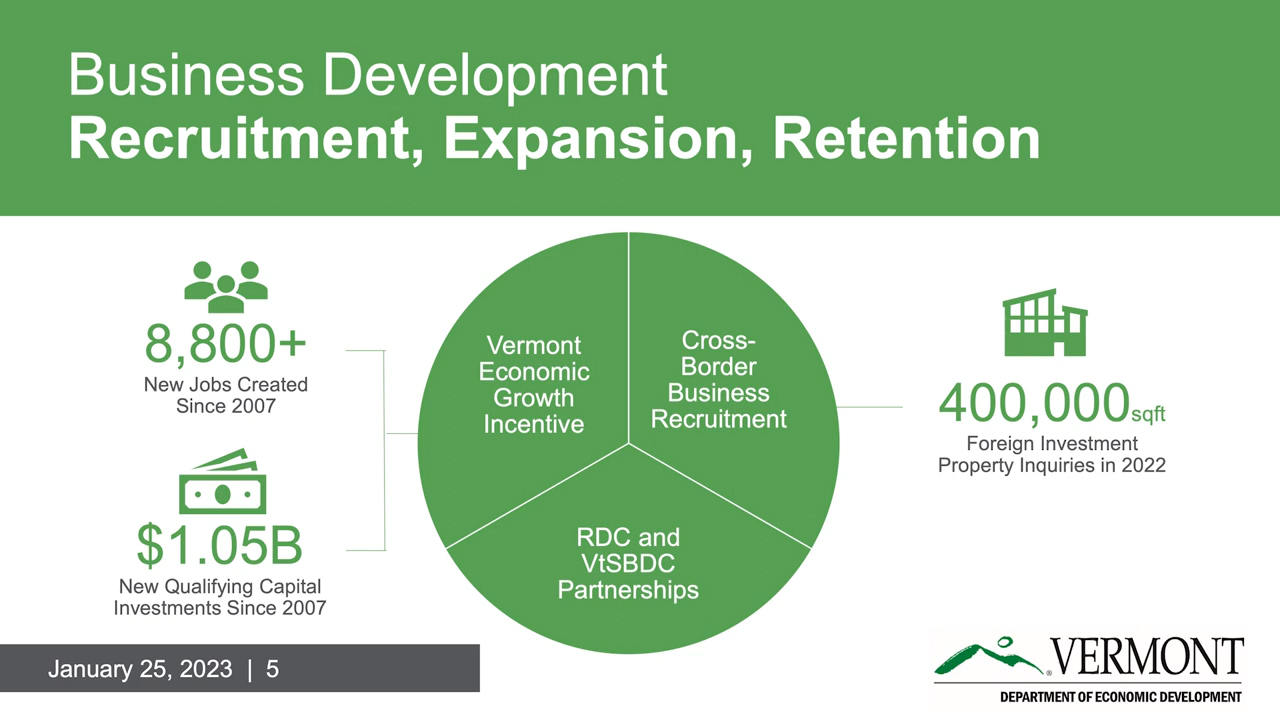 Business Development
Recruitment, Expansion, Retention
8,800+
New Jobs Created
Since 2007
$1.05B
New Qualifying Capital
Investments Since 2007
Vermont
Economic
Growth
Incentive
Cross-
Border
Business
Recruitment
RDC and
VtSBDC
Partnerships
400,000sqft
Foreign Investment
Property Inquiries in 2022
January 25, 2023 | 5
®VERMONT
DEPARTMENT OF ECONOMIC DEVELOPMENT